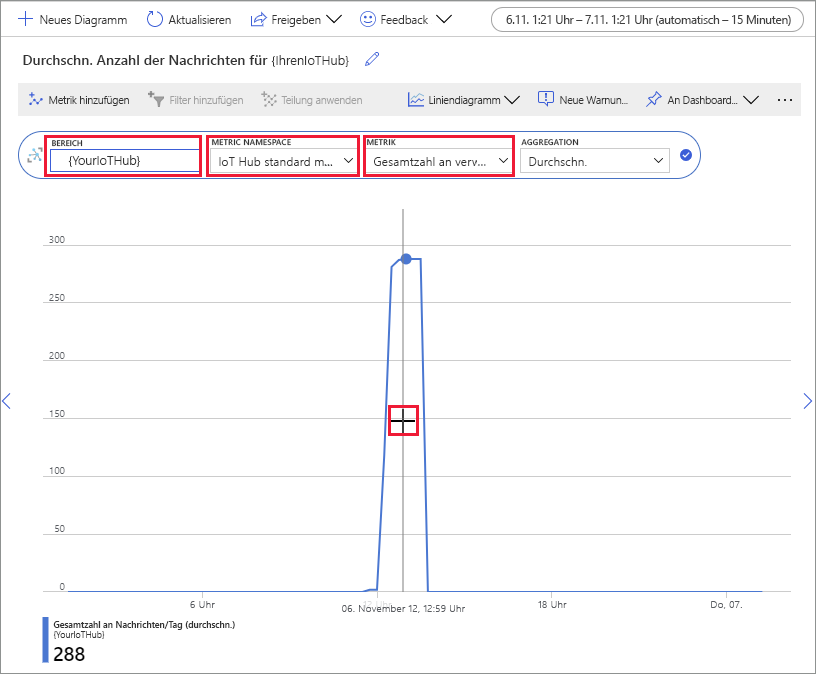 Neues Diagramm Aktualisieren Freigeben Feedback 6.11. 1:21 Uhr – 7.11. 1:21 Uhr (automatisch – 15 Minuten)
Durchschn. Anzahl der Nachrichten für {IhrenIoTHub}
Metrik hinzufügen Filter hinzufügen Teilung anwenden Liniendiagramm Neue Warnun... An Dashboard... ...
BEREICH METRIC NAMESPACE METRIK AGGREGATION
{YourIoTHub} IoT Hub standard m... Gesamtzahl an verv... Durchschn.
300
250
200
150
100
50
0
6 Uhr 06. November 12, 12:59 Uhr 18 Uhr Do, 07.
Gesamtzahl an Nachrichten/Tag (durchschn.)
{YourIoTHub}
288